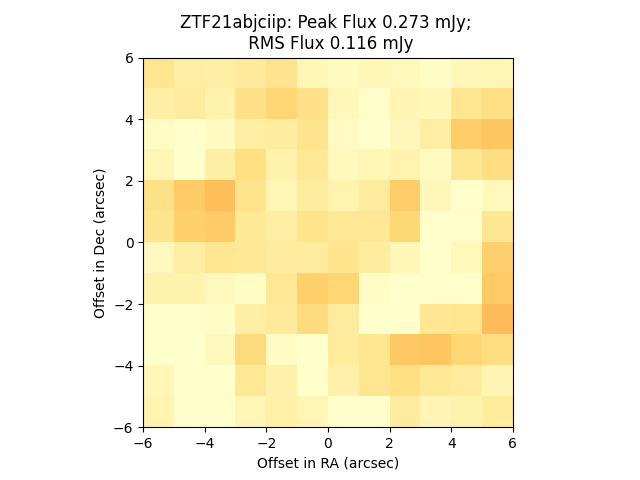 ZTF21abjciip: Peak Flux 0.273 mJy;
RMS Flux 0.116 mJy
6
4
2
0
−2
−4
−6
Offset in Dec (arcsec)
−6 −4 −2 0 2 4 6
Offset in RA (arcsec)